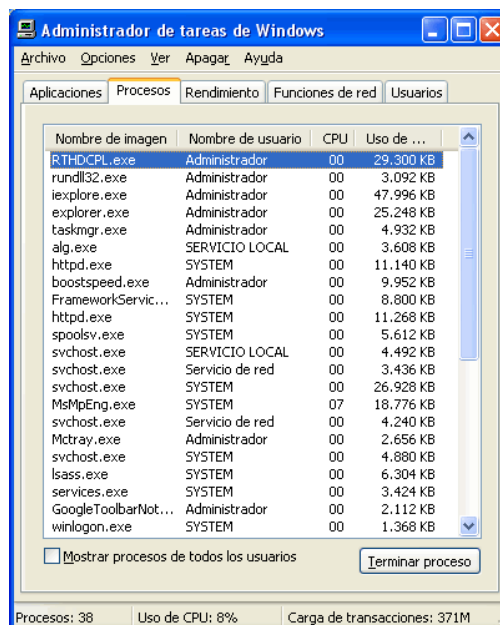 Administrador de tareas de Windows
Archivo Opciones Ver Apagar Ayuda
Aplicaciones Procesos Rendimiento Funciones de red Usuarios
Nombre de imagen Nombre de usuario CPU Uso de ...
RTHDCPL.exe Administrador 00 29.300 KB
rundll32.exe Administrador 00 3.092 KB
iexplore.exe Administrador 00 47.996 KB
explorer.exe Administrador 00 25.248 KB
taskmgr.exe Administrador 00 4.932 KB
alg.exe SERVICIO LOCAL 00 3.608 KB
httpd.exe SYSTEM 00 11.140 KB
boostspeed.exe Administrador 00 9.952 KB
FrameworkServic... SYSTEM 00 8.800 KB
httpd.exe SYSTEM 00 11.268 KB
spoolsv.exe SYSTEM 00 5.612 KB
svchost.exe SERVICIO LOCAL 00 4.492 KB
svchost.exe Servicio de red 00 3.436 KB
svchost.exe SYSTEM 00 26.928 KB
MsMpEng.exe SYSTEM 07 18.776 KB
svchost.exe Servicio de red 00 4.240 KB
Mctray.exe Administrador 00 2.656 KB
svchost.exe SYSTEM 00 4.880 KB
lsass.exe SYSTEM 00 6.304 KB
services.exe SYSTEM 00 3.424 KB
GoogleToolbarNot... Administrador 00 2.112 KB
winlogon.exe SYSTEM 00 1.368 KB
Mostrar procesos de todos los usuarios Terminar proceso
Procesos: 38 Uso de CPU: 8% Carga de transacciones: 371M